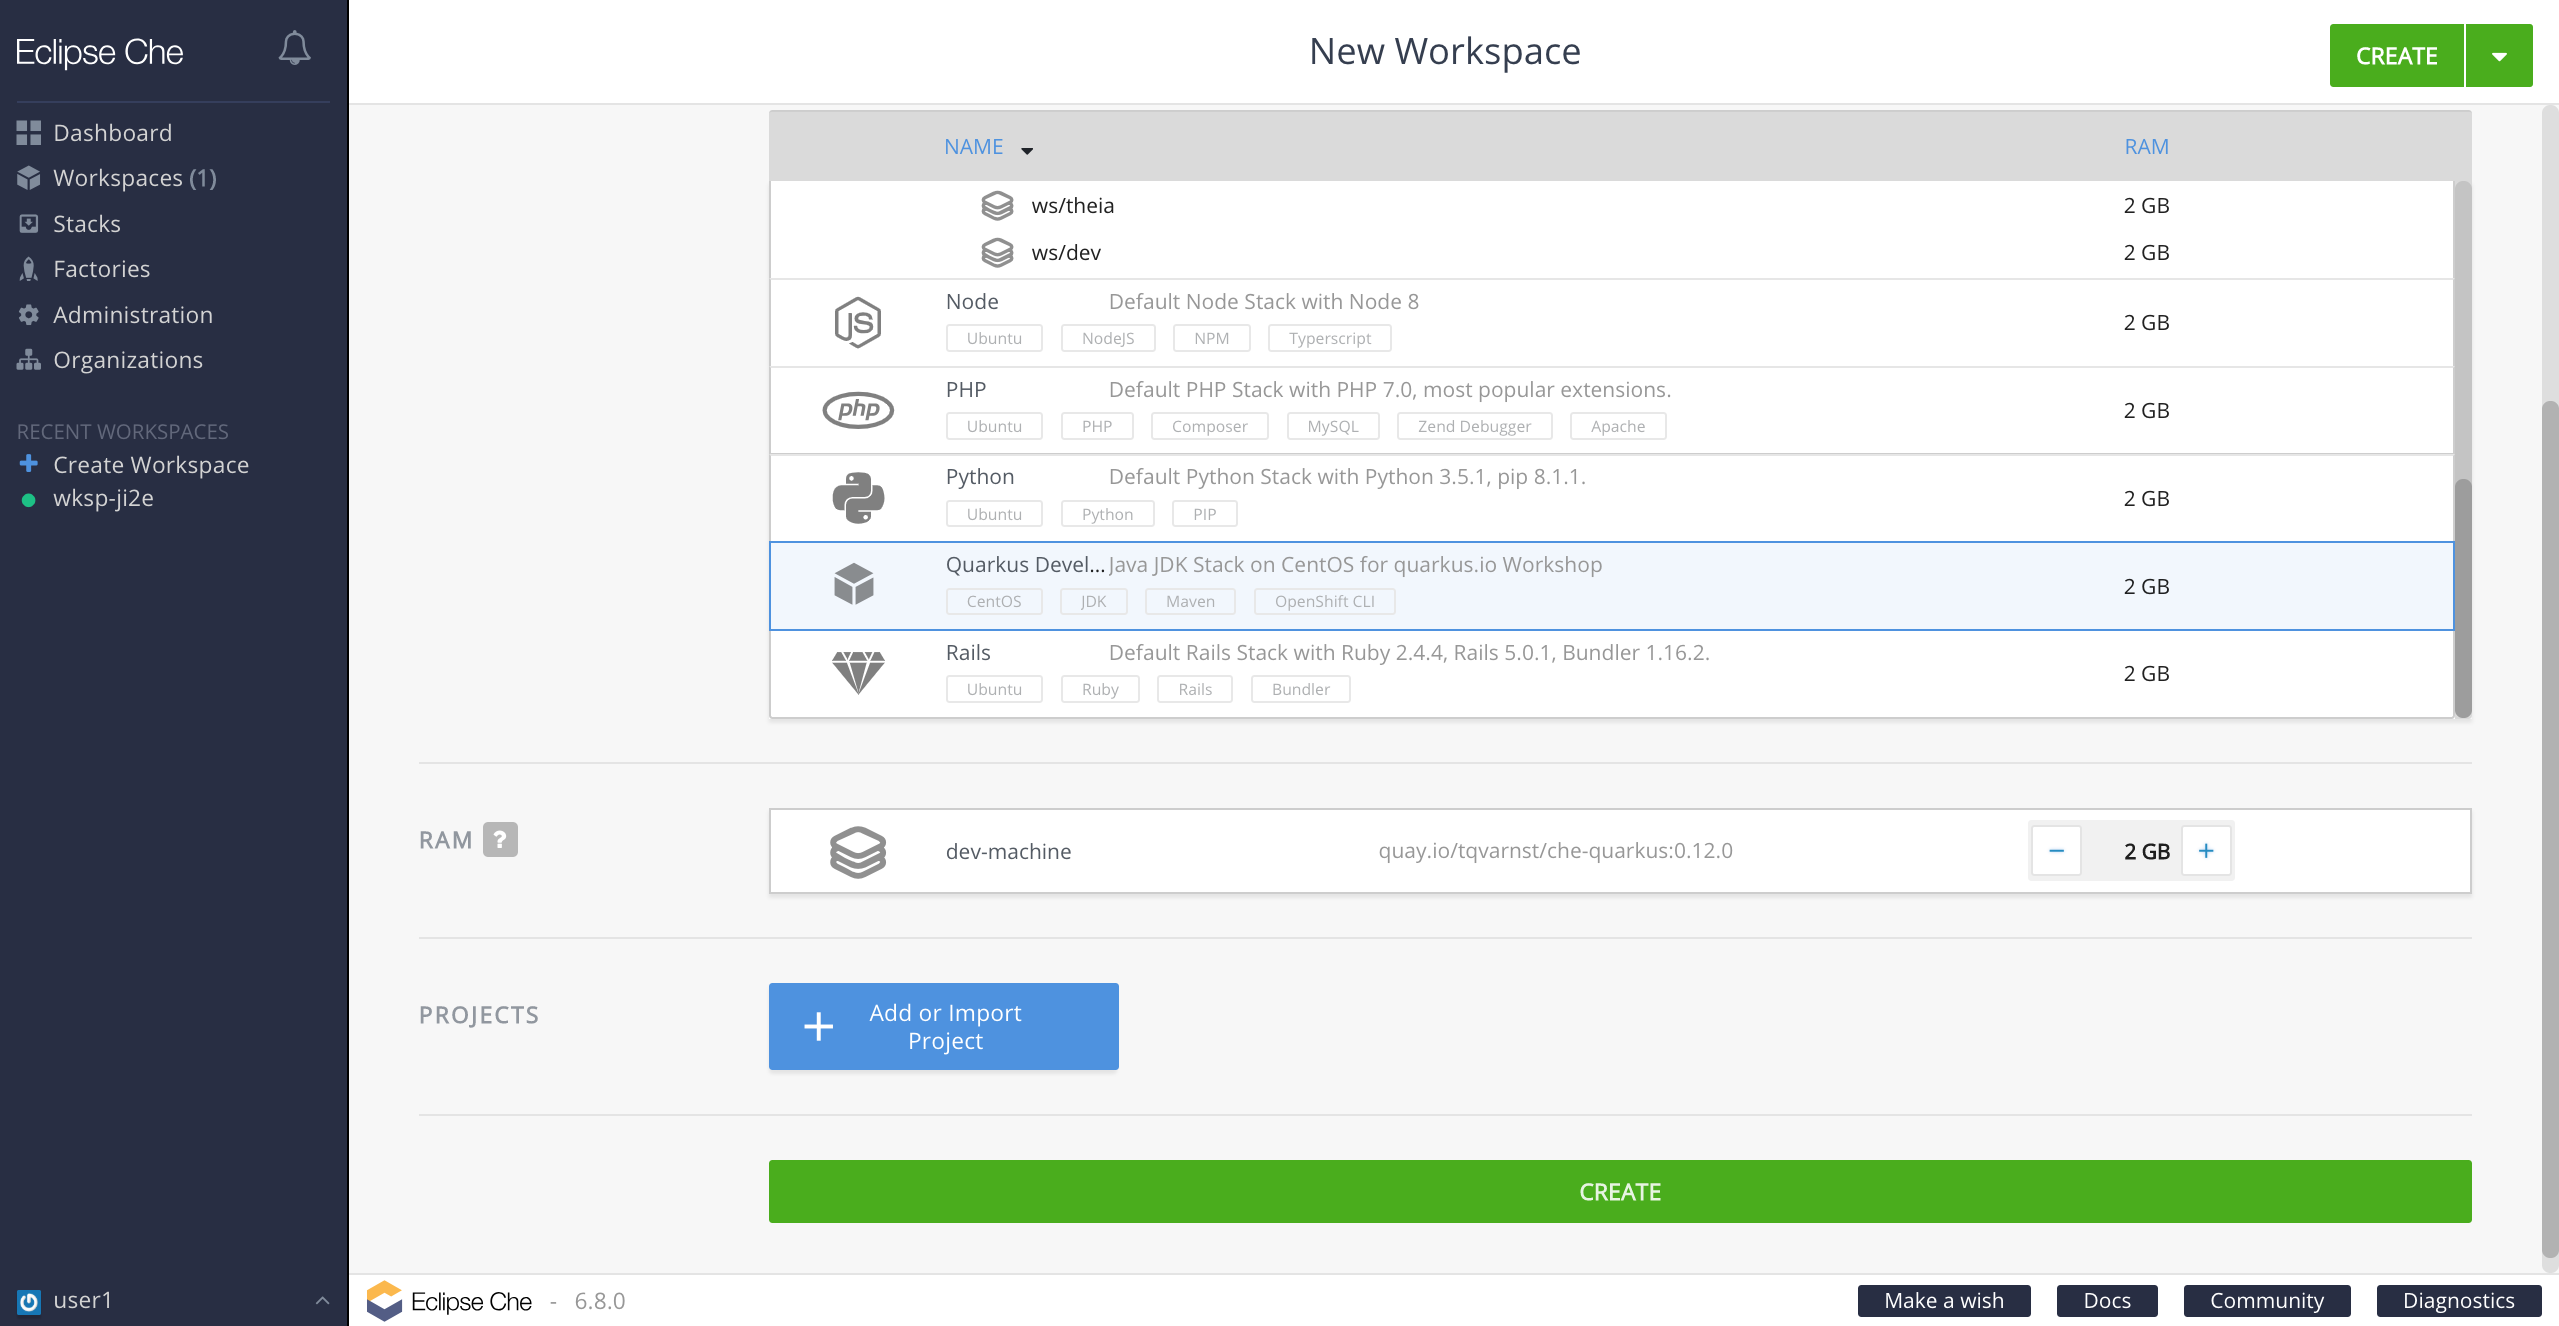 Eclipse Che
Dashboard
Workspaces (1)
Stacks
Factories
Administration
Organizations
RECENT WORKSPACES
Create Workspace
wksp-ji2e
user1
New Workspace
CREATE
NAME RAM
ws/theia 2 GB
ws/dev 2 GB
Node Default Node Stack with Node 8
2 GB
Ubuntu NodeJS NPM Typerscript
PHP Default PHP Stack with PHP 7.0, most popular extensions.
2 GB
php
Ubuntu PHP Composer MySQL Zend Debugger Apache
Python Default Python Stack with Python 3.5.1, pip 8.1.1.
2 GB
Ubuntu Python PIP
Quarkus Devel... Java JDK Stack on CentOS for quarkus.io Workshop
2 GB
CentOS JDK Maven OpenShift CLI
Rails Default Rails Stack with Ruby 2.4.4, Rails 5.0.1, Bundler 1.16.2.
2 GB
Ubuntu Ruby Rails Bundler
RAM ? dev-machine quay.io/tqvarnst/che-quarkus:0.12.0 − 2 GB +
PROJECTS
+ Add or Import
Project
CREATE
Eclipse Che - 6.8.0
Make a wish Docs Community Diagnostics